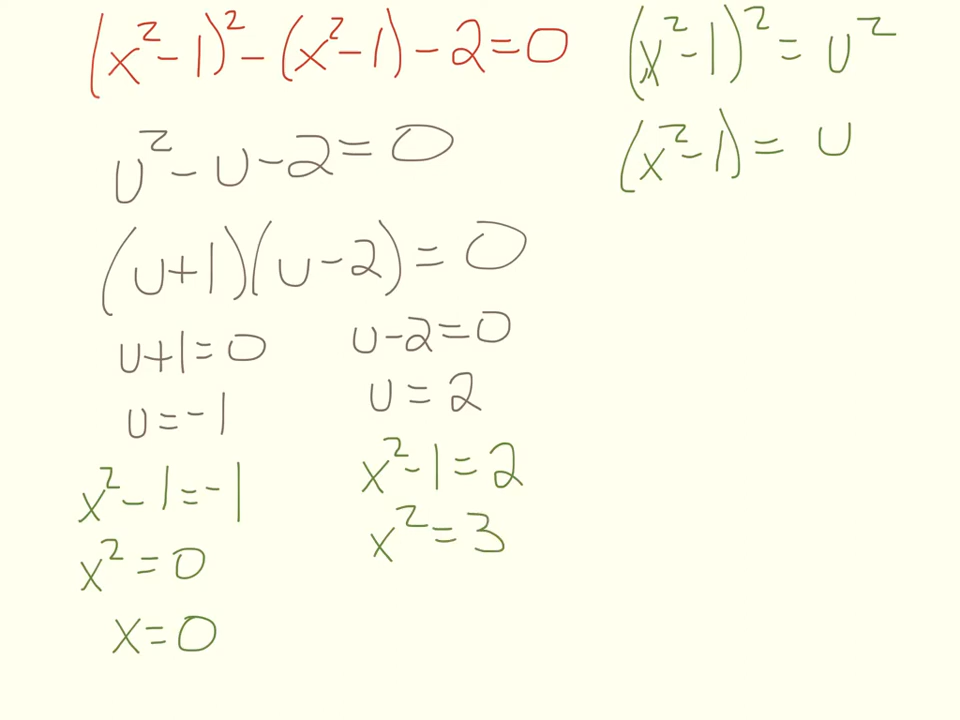 (x²-1)²-(x²-1)-2=0
(x²-1)²=u²
u²-u-2=0
(x²-1)=u
(u+1)(u-2)=0
u+1=0
u-2=0
u=-1
u=2
x²-1=-1
x²-1=2
x²=0
x²=3
x=0